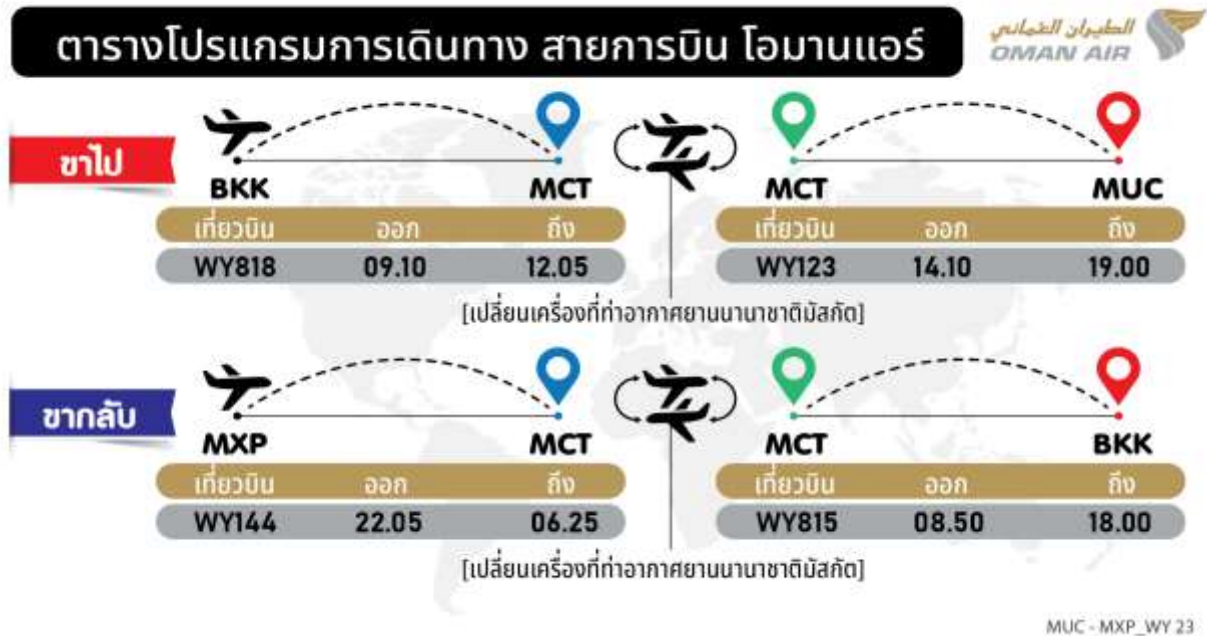 ตารางโปรแกรมการเดินทาง สายการบิน โอมานแอร์
الطيران العماني
OMAN AIR
ขาไป
BKK MCT MCT MUC
เที่ยวบิน ออก ถึง เที่ยวบิน ออก ถึง
WY818 09.10 12.05 WY123 14.10 19.00
[เปลี่ยนเครื่องที่ท่าอากาศยานนานาชาติมัสกัต]
ขากลับ
MXP MCT MCT BKK
เที่ยวบิน ออก ถึง เที่ยวบิน ออก ถึง
WY144 22.05 06.25 WY815 08.50 18.00
[เปลี่ยนเครื่องที่ท่าอากาศยานนานาชาติมัสกัต]
MUC - MXP_WY 23